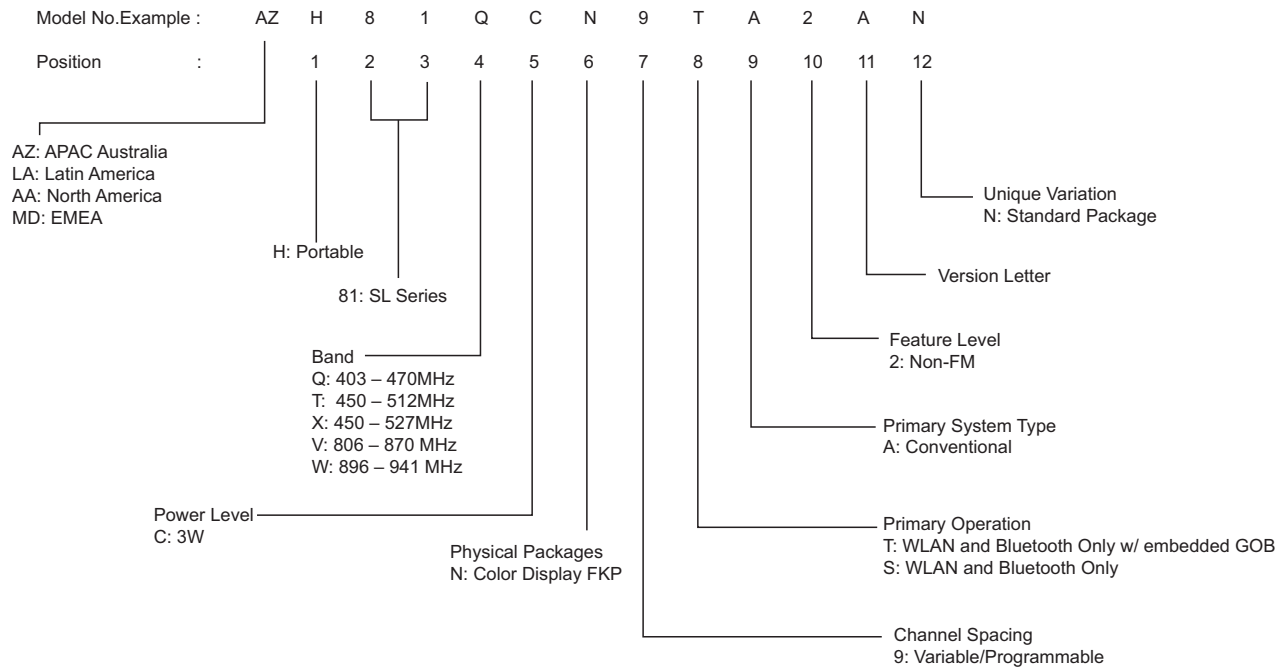 Model No.Example : AZ H 8 1 Q C N 9 T A 2 A N
Position : 1 2 3 4 5 6 7 8 9 10 11 12
AZ: APAC Australia
LA: Latin America
AA: North America
MD: EMEA
H: Portable
81: SL Series
Band
Q: 403 – 470MHz
T: 450 – 512MHz
X: 450 – 527MHz
V: 806 – 870 MHz
W: 896 – 941 MHz
Power Level
C: 3W
Physical Packages
N: Color Display FKP
Unique Variation
N: Standard Package
Version Letter
Feature Level
2: Non-FM
Primary System Type
A: Conventional
Primary Operation
T: WLAN and Bluetooth Only w/ embedded GOB
S: WLAN and Bluetooth Only
Channel Spacing
9: Variable/Programmable